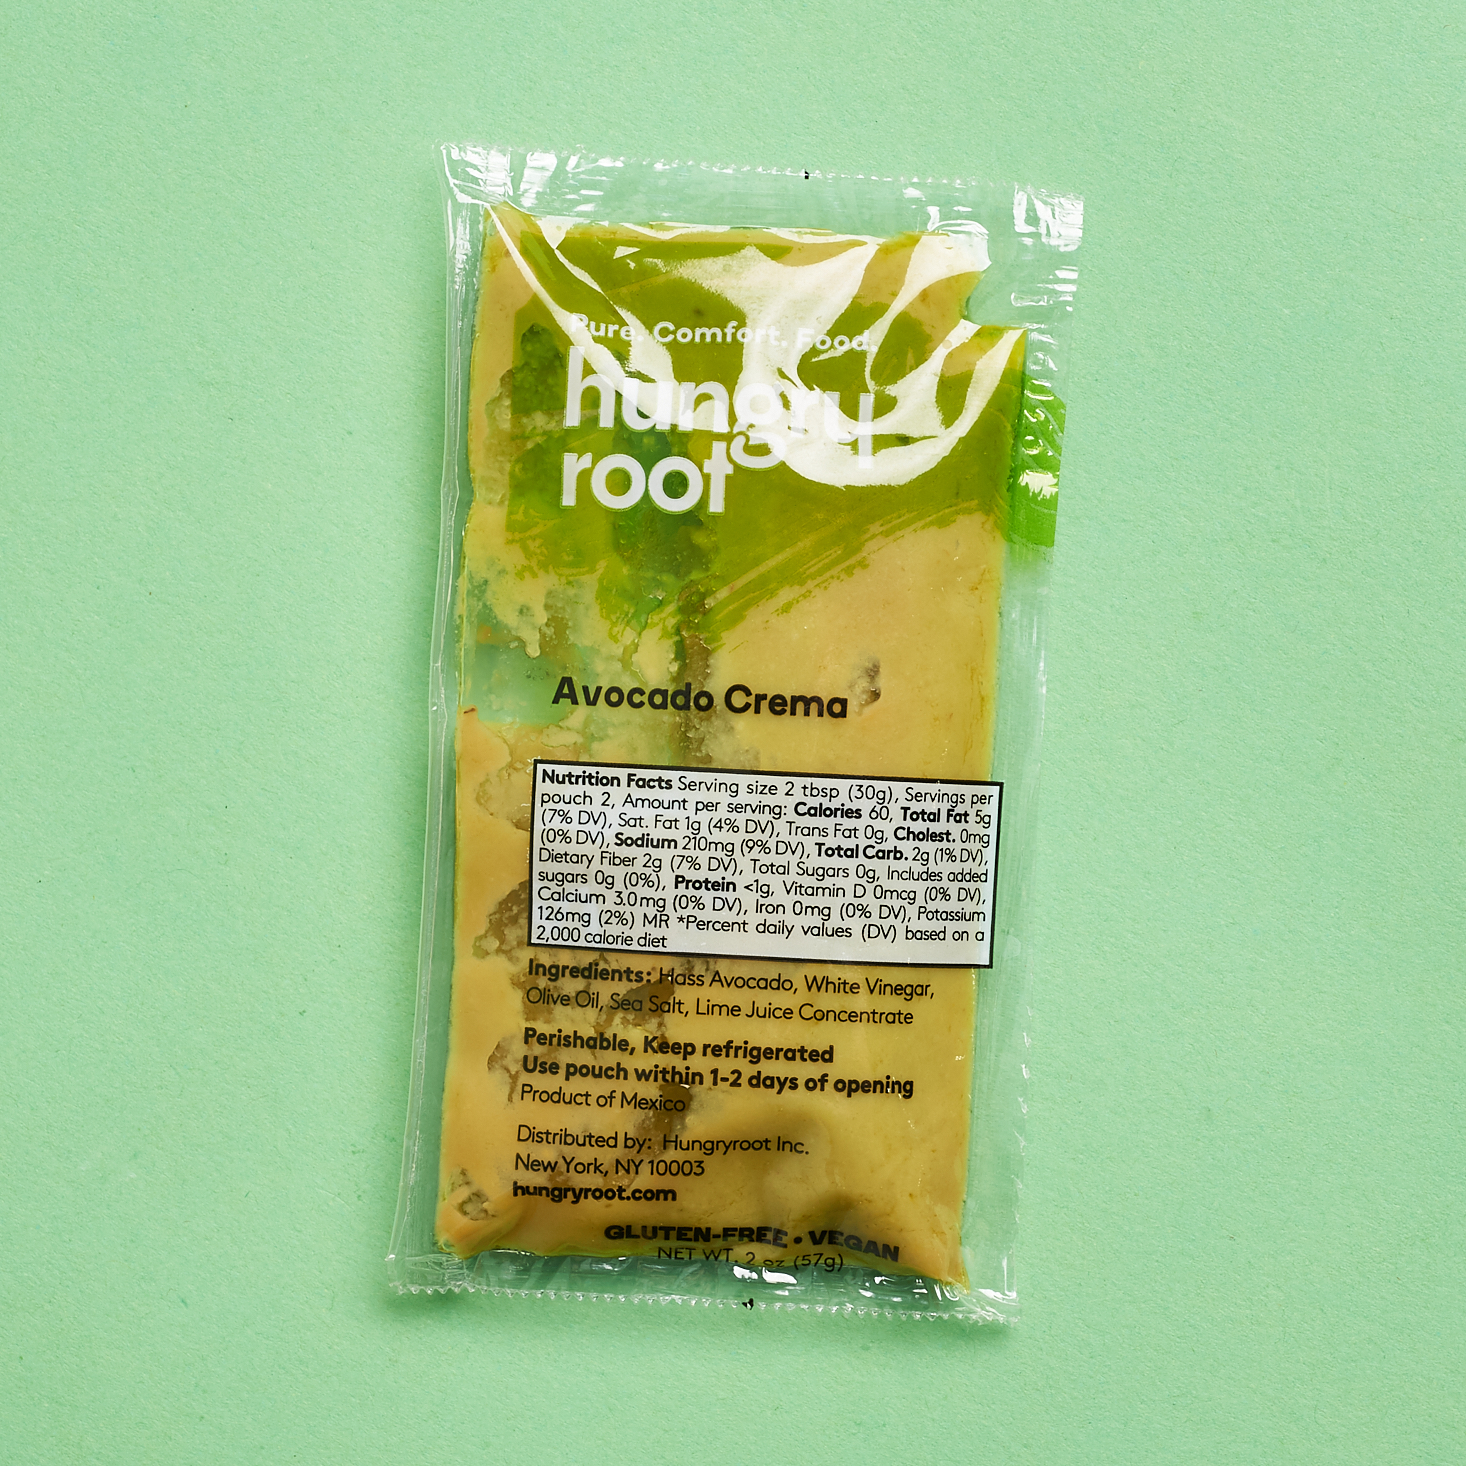 Pure. Comfort. Food.
hungry
root
Avocado Crema
Nutrition Facts Serving size 2 tbsp (30g), Servings per
pouch 2, Amount per serving: Calories 60, Total Fat 5g
(7% DV), Sat. Fat 1g (4% DV), Trans Fat 0g, Cholest. 0mg
(0% DV), Sodium 210mg (9% DV), Total Carb. 2g (1% DV),
Dietary Fiber 2g (7% DV), Total Sugars 0g, Includes added
sugars 0g (0%), Protein <1g, Vitamin D 0mcg (0% DV),
Calcium 3.0mg (0% DV), Iron 0mg (0% DV), Potassium
126mg (2%) MR *Percent daily values (DV) based on a
2,000 calorie diet
Ingredients: Hass Avocado, White Vinegar,
Olive Oil, Sea Salt, Lime Juice Concentrate
Perishable, Keep refrigerated
Use pouch within 1-2 days of opening
Product of Mexico
Distributed by: Hungryroot Inc.
New York, NY 10003
hungryroot.com
GLUTEN-FREE • VEGAN
NET WT. 2 oz (57g)